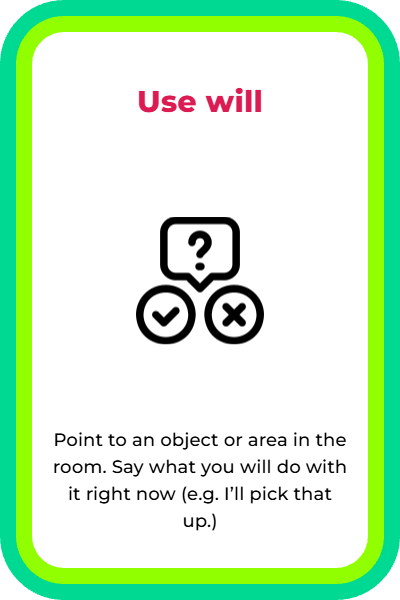 Use will
?
Point to an object or area in the
room. Say what you will do with
it right now (e.g. I’ll pick that
up.)